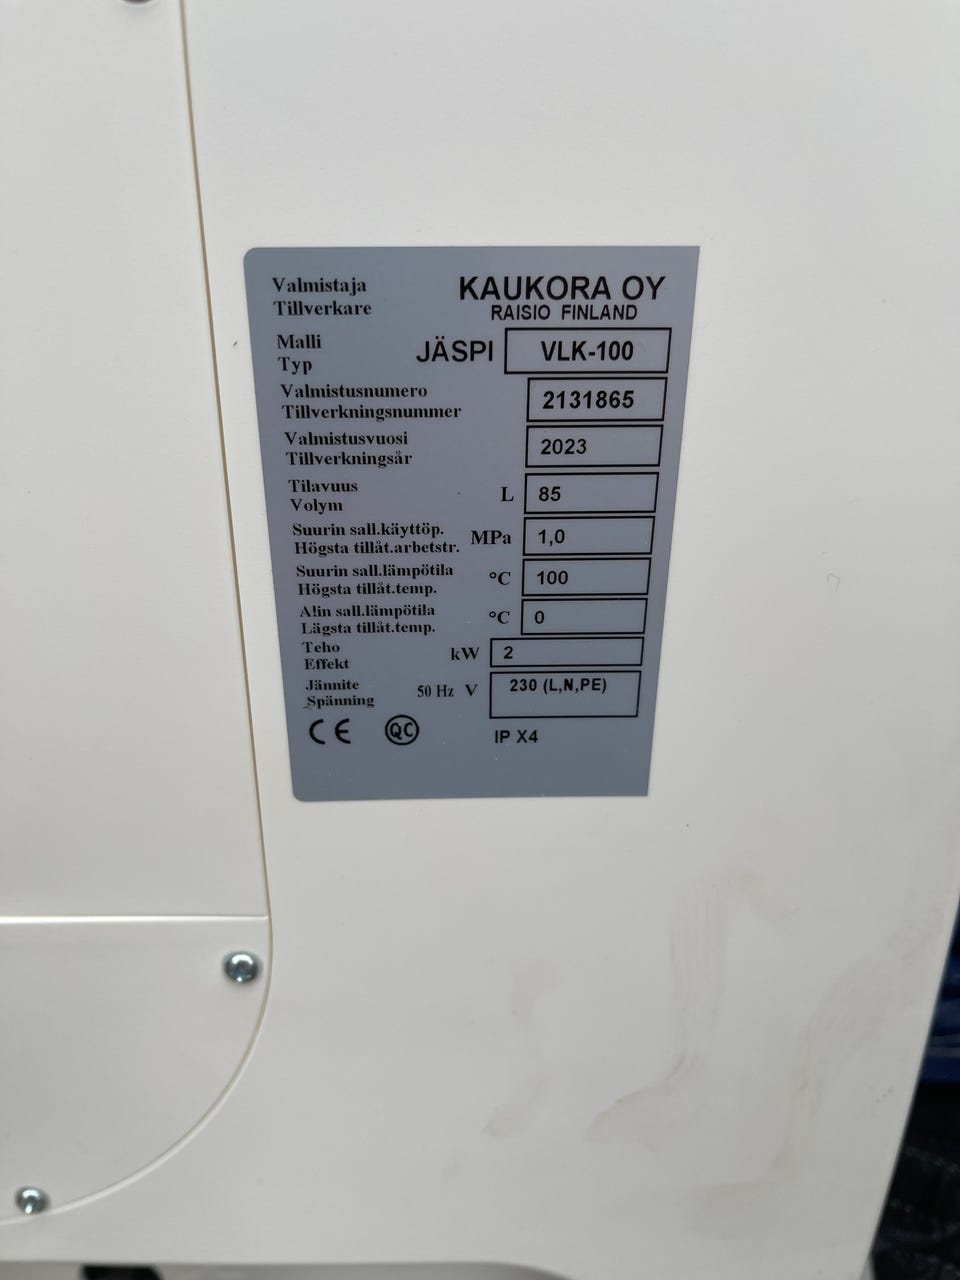 Valmistaja KAUKORA OY
Tillverkare RAISIO FINLAND
Malli
Typ JÄSPI VLK-100
Valmistusnumero
Tillverkningsnummer 2131865
Valmistusvuosi
Tillverkningsår 2023
Tilavuus
Volym L 85
Suurin sall.käyttöp.
Högsta tillåt.arbetstr. MPa 1,0
Suurin sall.lämpötila
Högsta tillåt.temp. °C 100
Alin sall.lämpötila
Lägsta tillåt.temp. °C 0
Teho
Effekt kW 2
Jännite
Spänning 50 Hz V 230 (L,N,PE)
CE QC IP X4